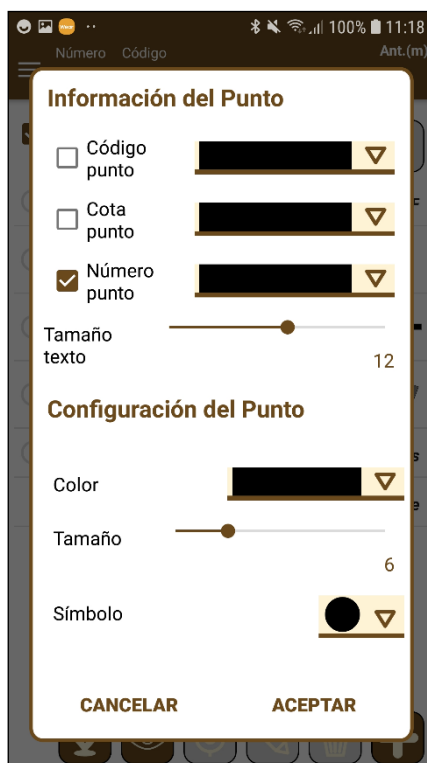 100% 11:18
Número Código Ant.(m)
Información del Punto
Código
punto
Cota
punto
Número
punto
Tamaño
texto
12
Configuración del Punto
Color
Tamaño
6
Símbolo
CANCELAR ACEPTAR